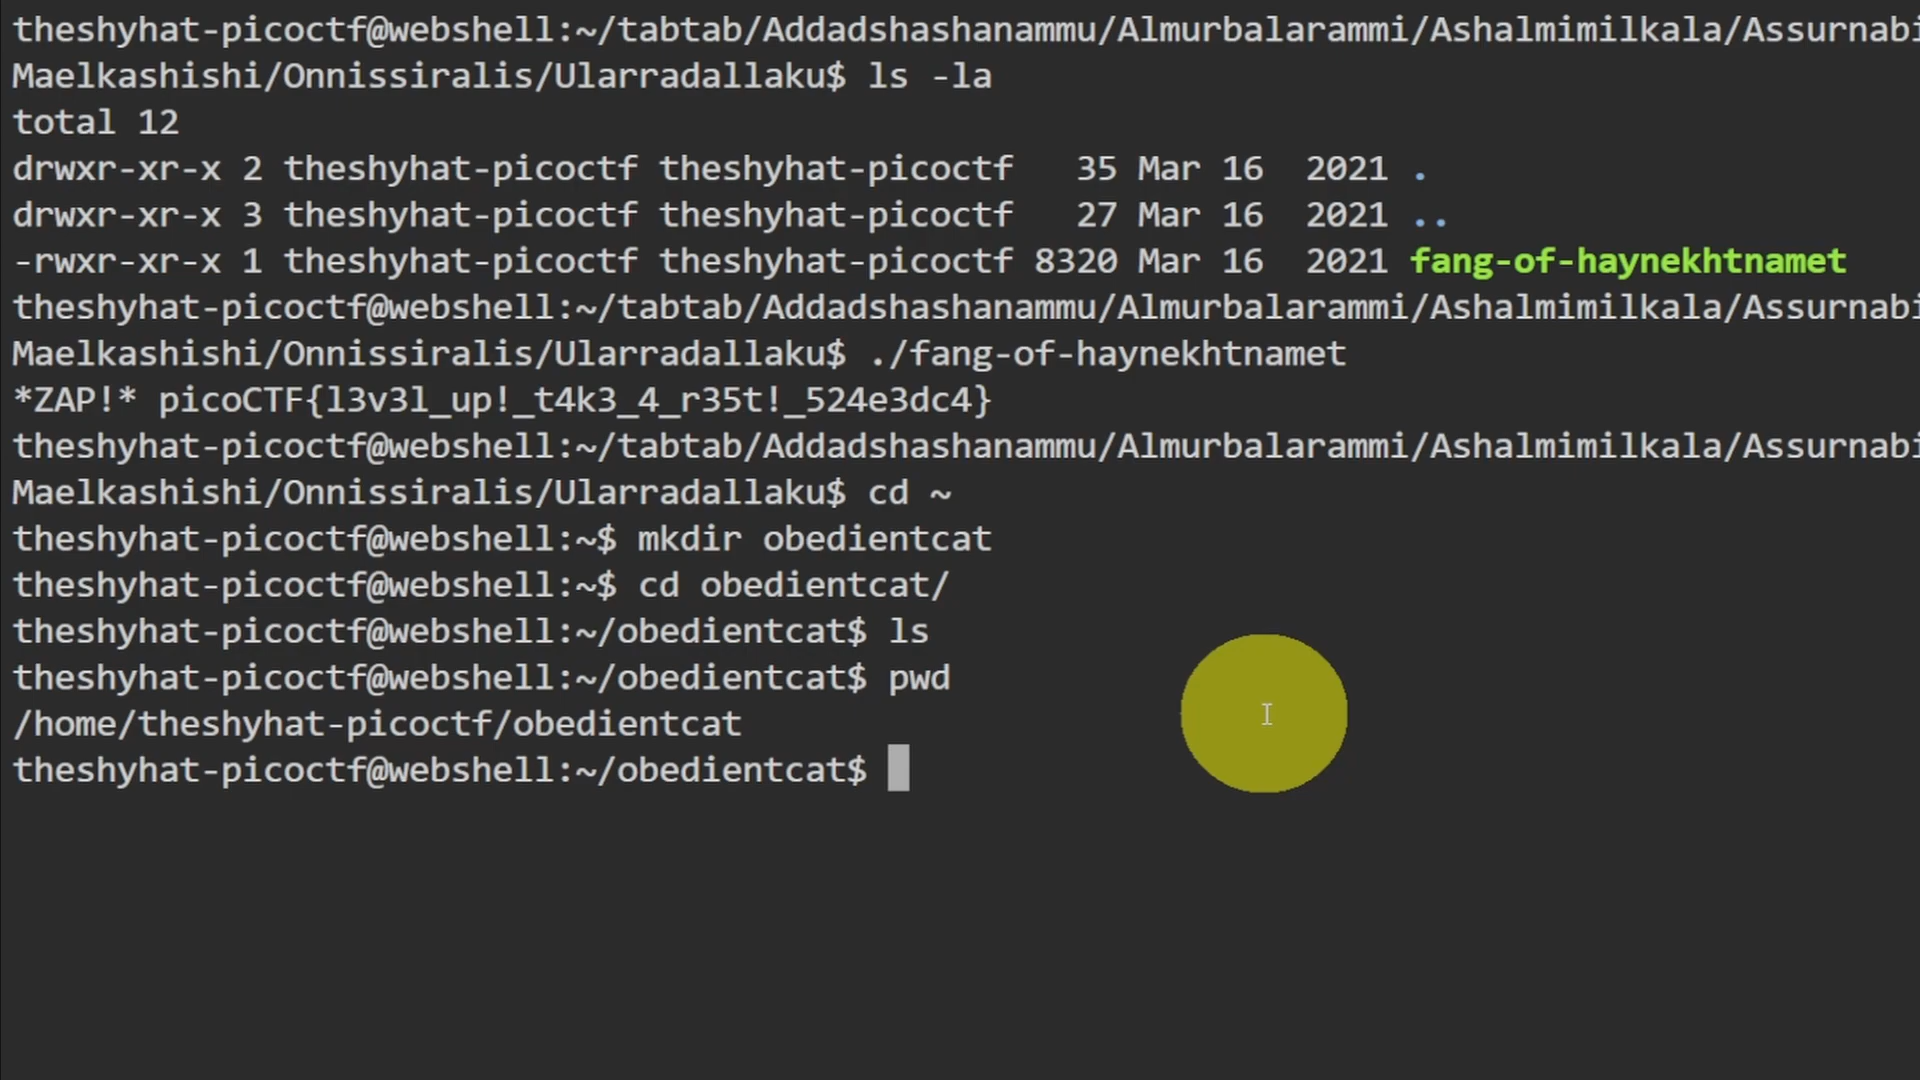 theshyhat-picoctf@webshell:~/tabtab/Addadshashanammu/Almurbalarammi/Ashalmimilkala/Assurnabi
Maelkashishi/Onnissiralis/Ularradallaku$ ls -la
total 12
drwxr-xr-x 2 theshyhat-picoctf theshyhat-picoctf   35 Mar 16  2021 .
drwxr-xr-x 3 theshyhat-picoctf theshyhat-picoctf   27 Mar 16  2021 ..
-rwxr-xr-x 1 theshyhat-picoctf theshyhat-picoctf 8320 Mar 16  2021 fang-of-haynekhtnamet
theshyhat-picoctf@webshell:~/tabtab/Addadshashanammu/Almurbalarammi/Ashalmimilkala/Assurnabi
Maelkashishi/Onnissiralis/Ularradallaku$ ./fang-of-haynekhtnamet
*ZAP!* picoCTF{l3v3l_up!_t4k3_4_r35t!_524e3dc4}
theshyhat-picoctf@webshell:~/tabtab/Addadshashanammu/Almurbalarammi/Ashalmimilkala/Assurnabi
Maelkashishi/Onnissiralis/Ularradallaku$ cd ~
theshyhat-picoctf@webshell:~$ mkdir obedientcat
theshyhat-picoctf@webshell:~$ cd obedientcat/
theshyhat-picoctf@webshell:~/obedientcat$ ls
theshyhat-picoctf@webshell:~/obedientcat$ pwd
/home/theshyhat-picoctf/obedientcat
theshyhat-picoctf@webshell:~/obedientcat$